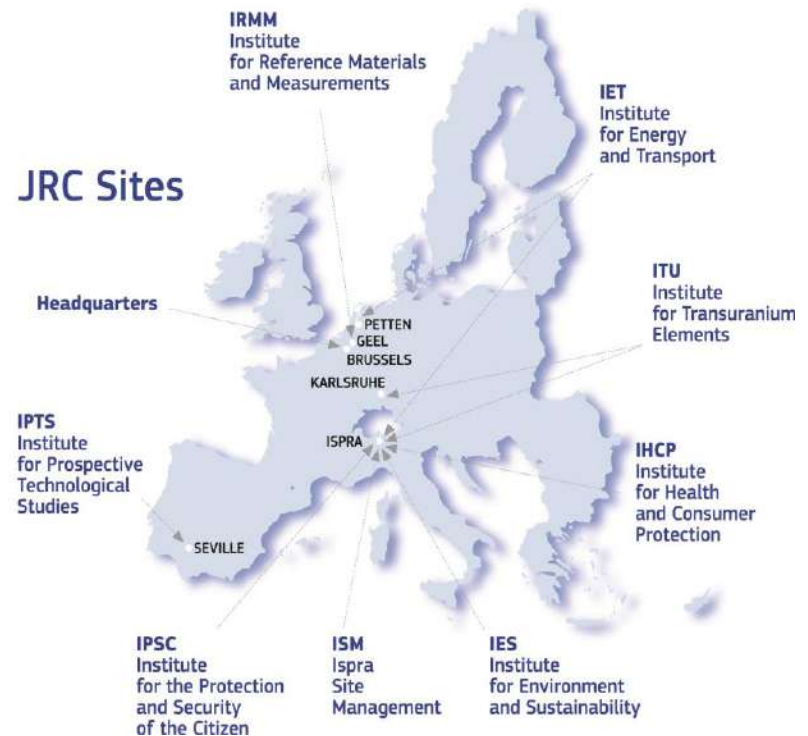 IRMM
Institute
for Reference Materials
and Measurements
IET
Institute
for Energy
and Transport
JRC Sites
ITU
Institute
for Transuranium
Elements
Headquarters
PETTEN
GEEL
BRUSSELS
KARLSRUHE
IPTS
Institute
for Prospective
Technological
Studies
ISPRA
IHCP
Institute
for Health
and Consumer
Protection
SEVILLE
IPSC
Institute
for the Protection
and Security
of the Citizen
ISM
Ispra
Site
Management
IES
Institute
for Environment
and Sustainability